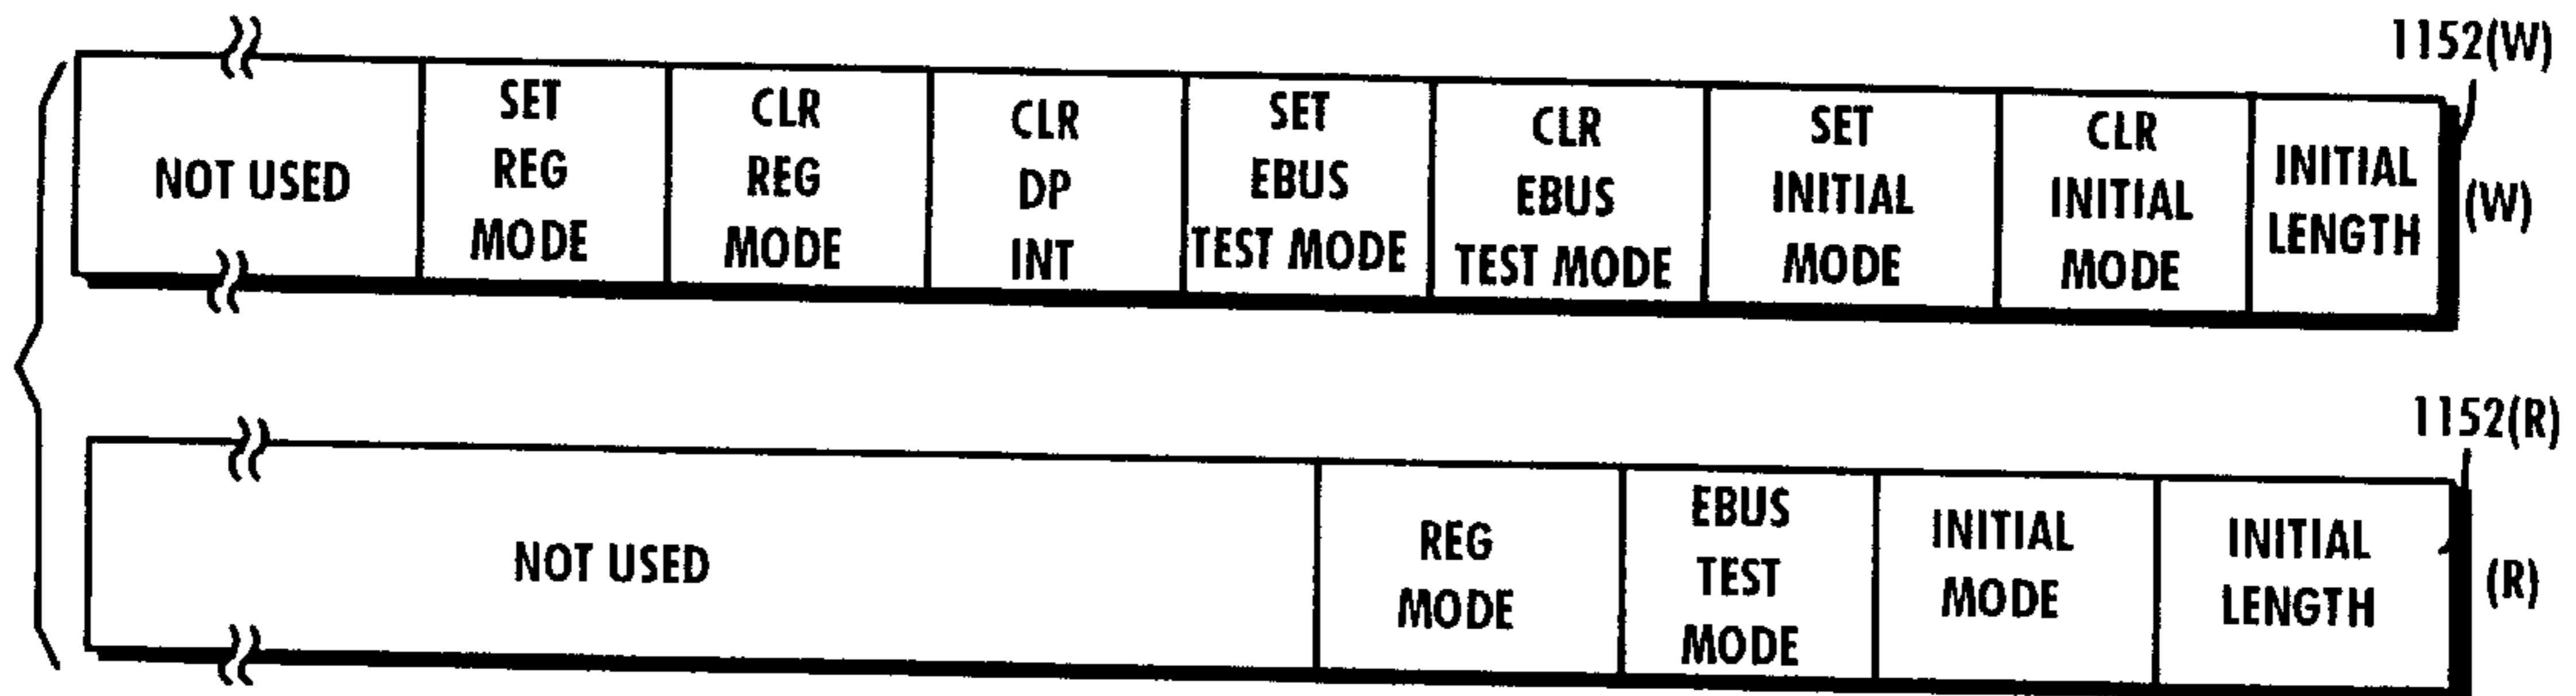 1152(W)
NOT USED
SET
REG
MODE
CLR
REG
MODE
CLR
DP
INT
SET
EBUS
TEST MODE
CLR
EBUS
TEST MODE
SET
INITIAL
MODE
CLR
INITIAL
MODE
INITIAL
LENGTH
(W)
1152(R)
NOT USED
REG
MODE
EBUS
TEST
MODE
INITIAL
MODE
INITIAL
LENGTH
(R)